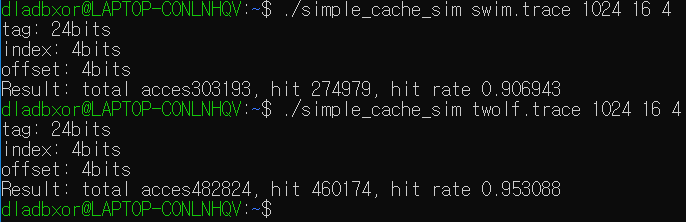 dladbxor@LAPTOP-CONLNHQV:~$ ./simple_cache_sim swim.trace 1024 16 4
tag: 24bits
index: 4bits
offset: 4bits
Result: total acces303193, hit 274979, hit rate 0.906943
dladbxor@LAPTOP-CONLNHQV:~$ ./simple_cache_sim twolf.trace 1024 16 4
tag: 24bits
index: 4bits
offset: 4bits
Result: total acces482824, hit 460174, hit rate 0.953088
dladbxor@LAPTOP-CONLNHQV:~$